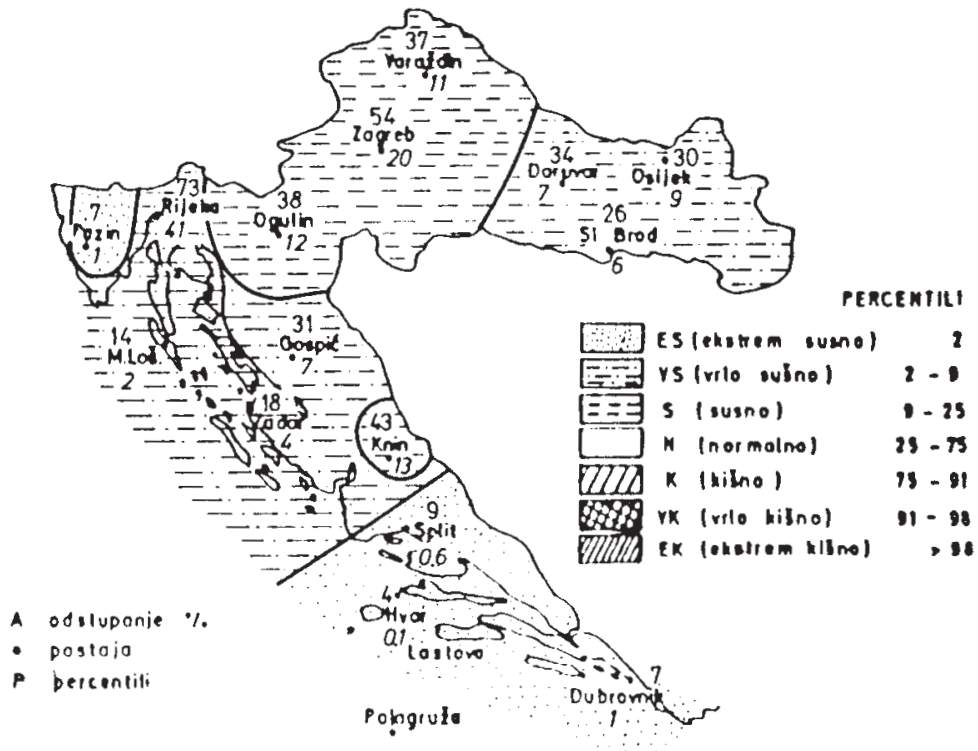 37
Varaždin
11
54
Zagreb
20
34
Daruvar
7
30
Osijek
9
26
Sl Brod
6
73
Rijeka
41
7
Pazin
1
38
Ogulin
12
14
M.Loš.
2
31
Gospić
7
18
Zadar
4
43
Knin
13
9
Split
0,6
4
Hvar
0,1
Lastovo
7
Dubrovnik
1
Palagruža
PERCENTILI
ES (ekstrem susno) 2
VS (vrlo sušno) 2 - 9
S (susno) 9 - 25
N (normalno) 25 - 75
K (kišno) 75 - 91
VK (vrlo kišno) 91 - 98
EK (ekstrem kišno) > 98
A odstupanje %.
• postaja
P percentili